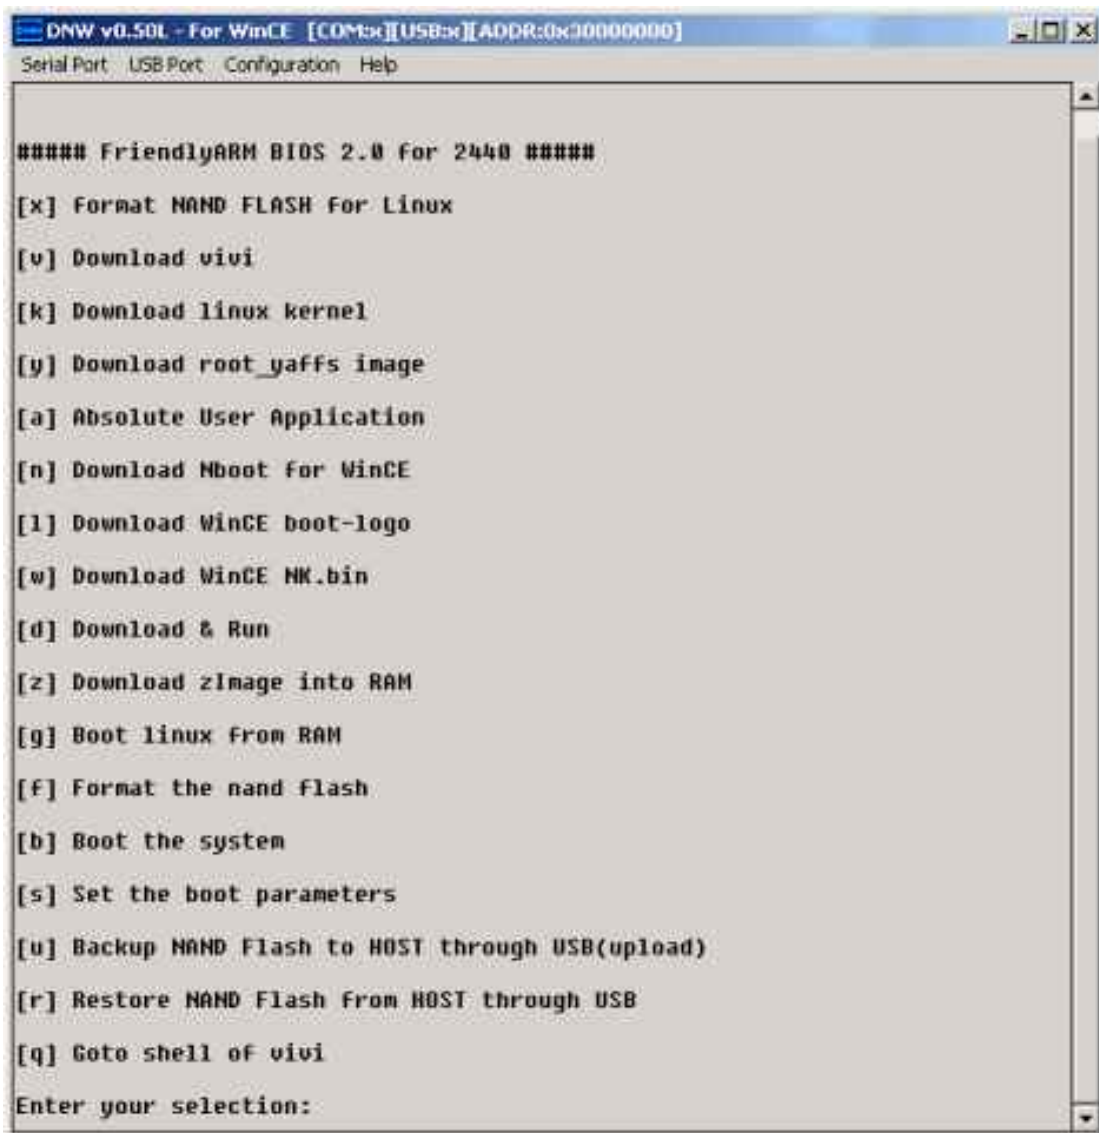 DNW v0.50L - For WinCE [COM:x][USB:x][ADDR:0x30000000]
Serial Port USB Port Configuration Help
##### FriendlyARM BIOS 2.0 for 2440 #####
[x] Format NAND FLASH for Linux
[v] Download vivi
[k] Download linux kernel
[y] Download root_yaffs image
[a] Absolute User Application
[n] Download Nboot for WinCE
[l] Download WinCE boot-logo
[w] Download WinCE NK.bin
[d] Download & Run
[z] Download zImage into RAM
[g] Boot linux from RAM
[f] Format the nand flash
[b] Boot the system
[s] Set the boot parameters
[u] Backup NAND Flash to HOST through USB(upload)
[r] Restore NAND Flash from HOST through USB
[q] Goto shell of vivi
Enter your selection: